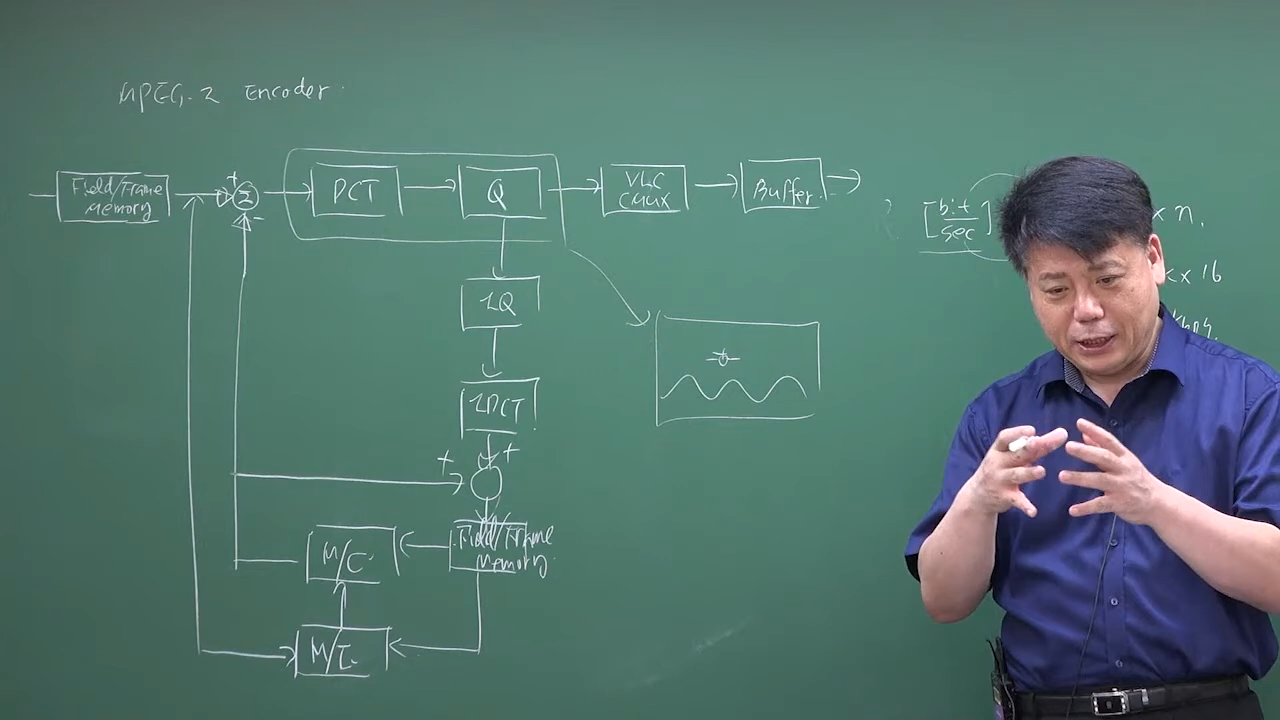 MPEG-2 Encoder
Field/Frame
Memory
+
Σ
-
DCT
Q
VLC
&MUX
Buffer
[bit/sec]
× n.
× 16
IQ
IDCT
+
+
Field/Frame
Memory
M/C
M/E